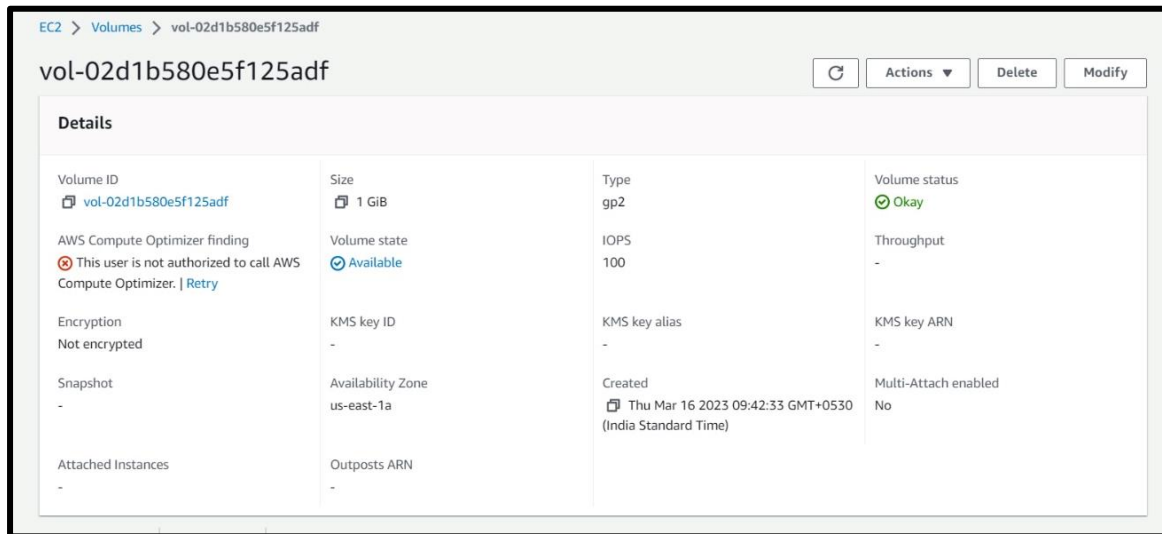 EC2 > Volumes > vol-02d1b580e5f125adf
vol-02d1b580e5f125adf
Actions Delete Modify
Details
Volume ID Size Type Volume status
vol-02d1b580e5f125adf 1 GiB gp2 Okay
AWS Compute Optimizer finding Volume state IOPS Throughput
This user is not authorized to call AWS Available 100 -
Compute Optimizer. | Retry
Encryption KMS key ID KMS key alias KMS key ARN
Not encrypted - - -
Snapshot Availability Zone Created Multi-Attach enabled
- us-east-1a Thu Mar 16 2023 09:42:33 GMT+0530 No
(India Standard Time)
Attached Instances Outposts ARN
- -